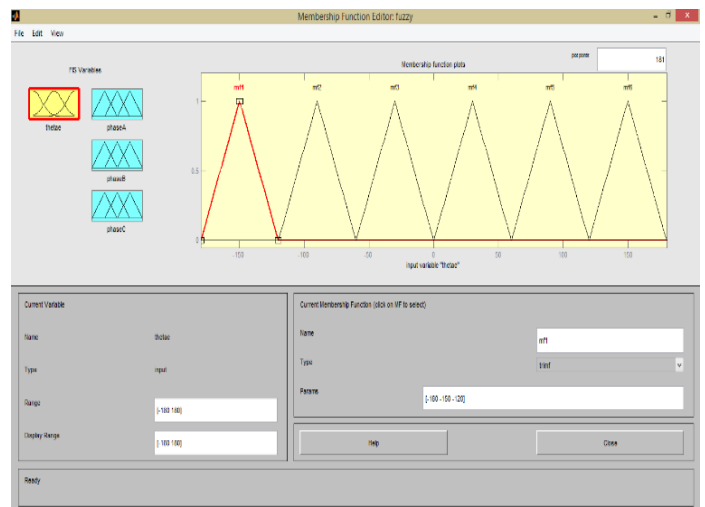 Membership Function Editor: fuzzy
File Edit View
FIS Variables
thetae
phaseA
phaseB
phaseC
Membership function plots
plot points:
181
mf1 mf2 mf3 mf4 mf5 mf6
1
0.5
0
-150 -100 -50 0 50 100 150
input variable "thetae"
Current Variable
Name thetae
Type input
Range [-180 180]
Display Range [-180 180]
Current Membership Function (click on MF to select)
Name mf1
Type trimf
Params [-180 -150 -120]
Help Close
Ready